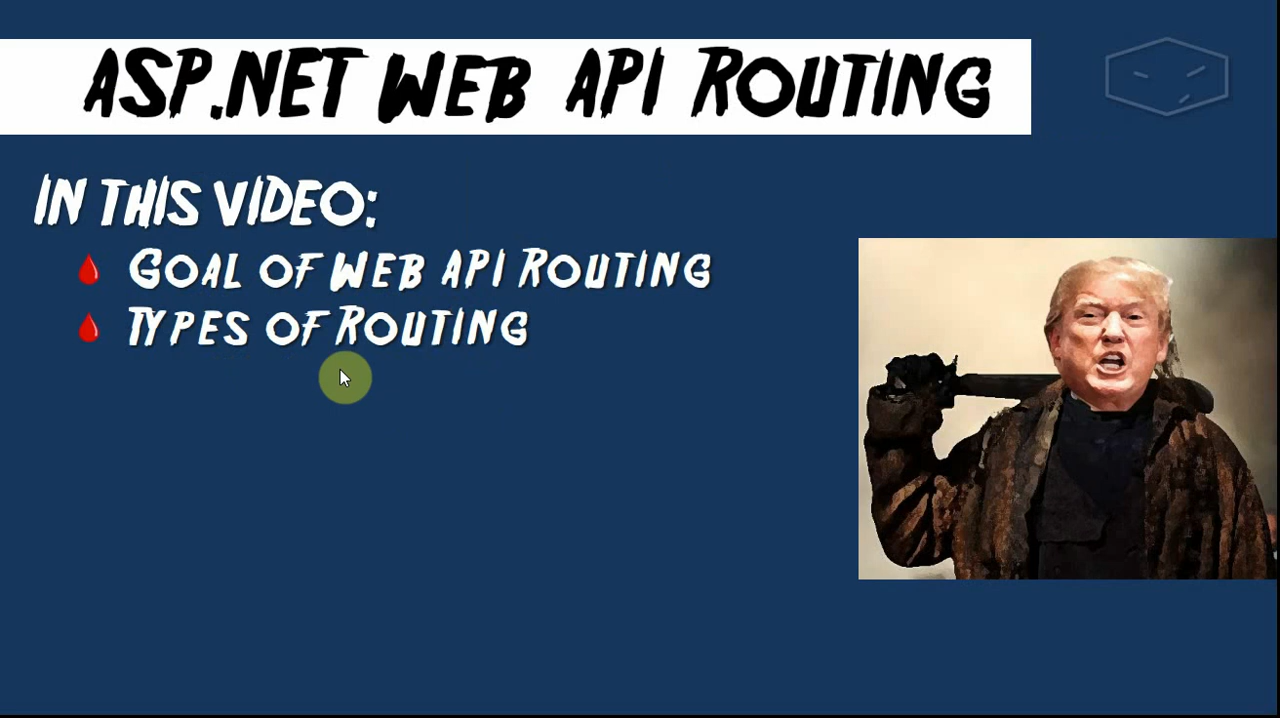 ASP.NET WEB API ROUTING
IN THIS VIDEO:
GOAL OF WEB API ROUTING
TYPES OF ROUTING